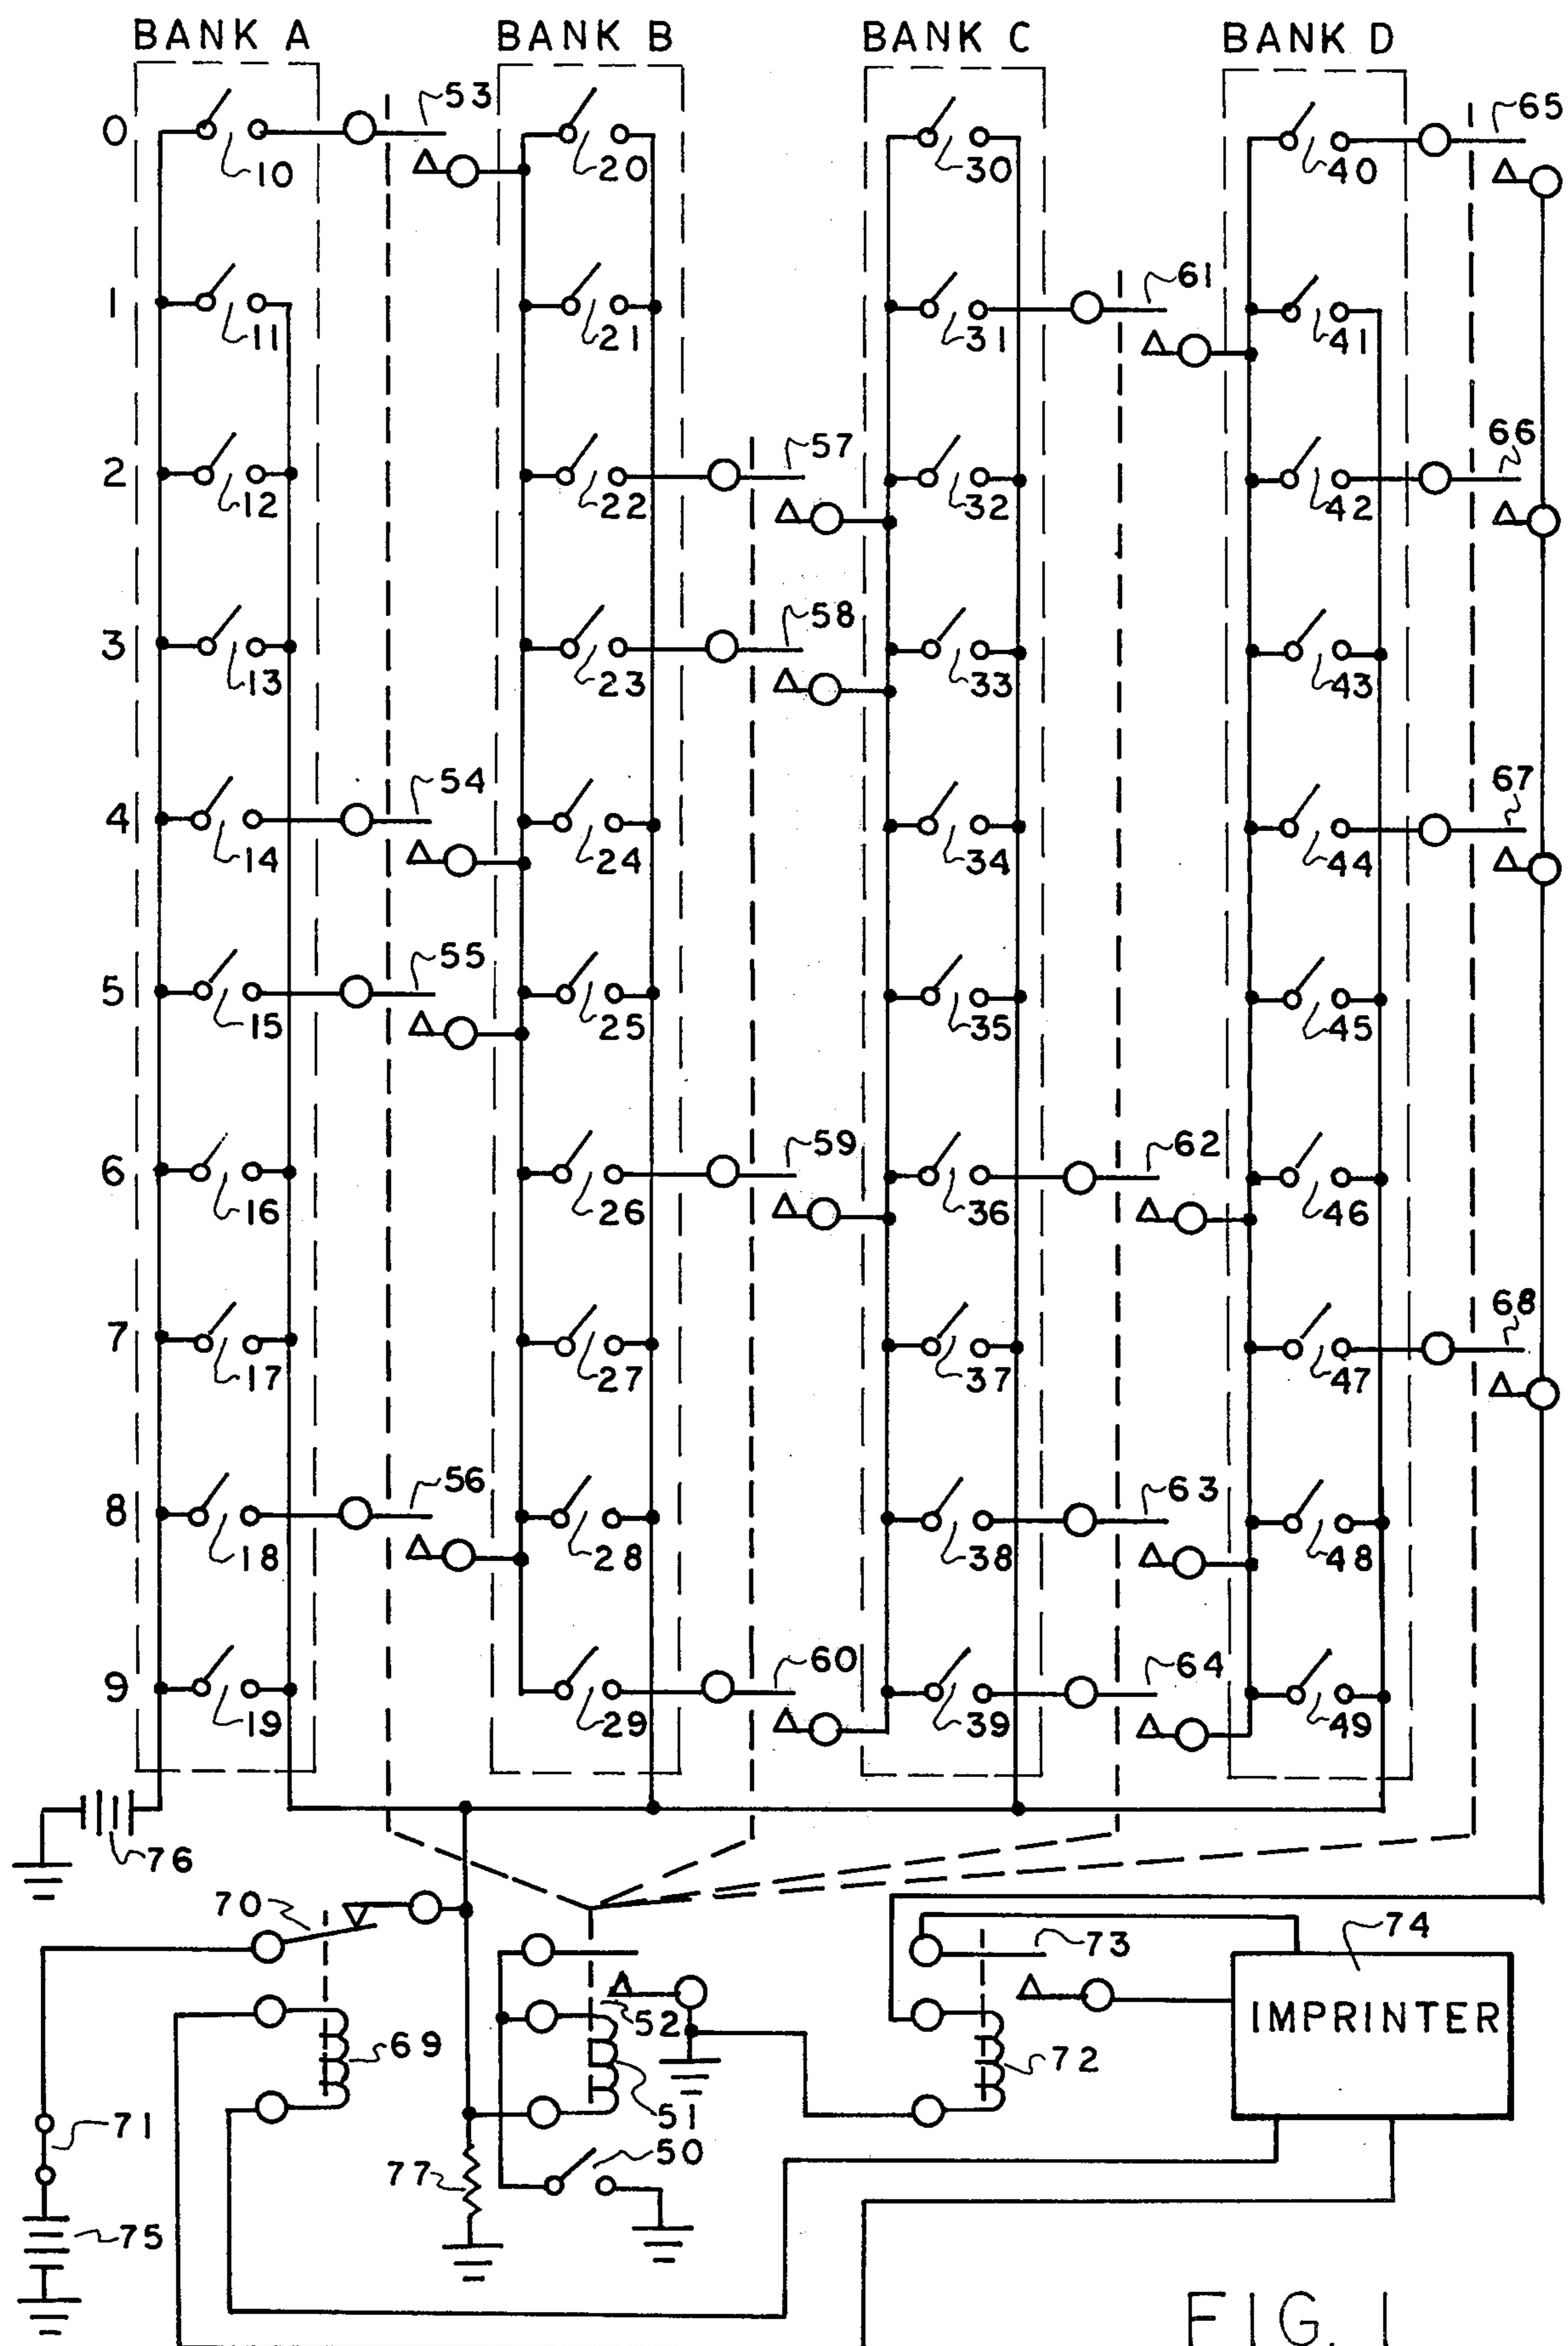 BANK A BANK B BANK C BANK D
53 65
0 10 20 30 40
61
1 11 21 31 41
57 66
2 12 22 32 42
58
3 13 23 33 43
54 67
4 14 24 34 44
55
5 15 25 35 45
59 62
6 16 26 36 46
68
7 17 27 37 47
56 63
8 18 28 38 48
60 64
9 19 29 39 49
76
70 73 74
52 IMPRINTER
69 72
71 51
77 50
75
FIG. 1